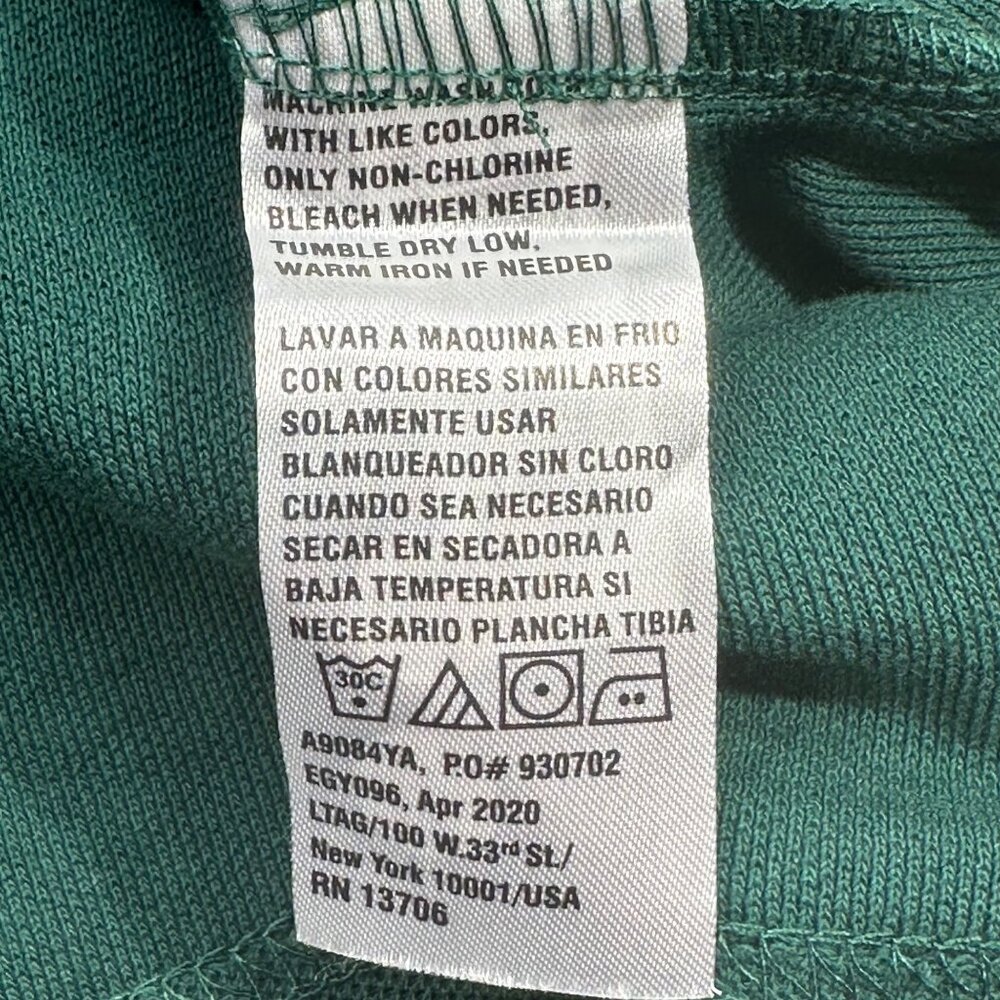 MACHINE WASH
WITH LIKE COLORS,
ONLY NON-CHLORINE
BLEACH WHEN NEEDED,
TUMBLE DRY LOW,
WARM IRON IF NEEDED
LAVAR A MAQUINA EN FRIO
CON COLORES SIMILARES
SOLAMENTE USAR
BLANQUEADOR SIN CLORO
CUANDO SEA NECESARIO
SECAR EN SECADORA A
BAJA TEMPERATURA SI
NECESARIO PLANCHA TIBIA
30C
A9084YA, P.O# 930702
EGY096, Apr 2020
LTAG/100 W.33rd St./
New York 10001/USA
RN 13706